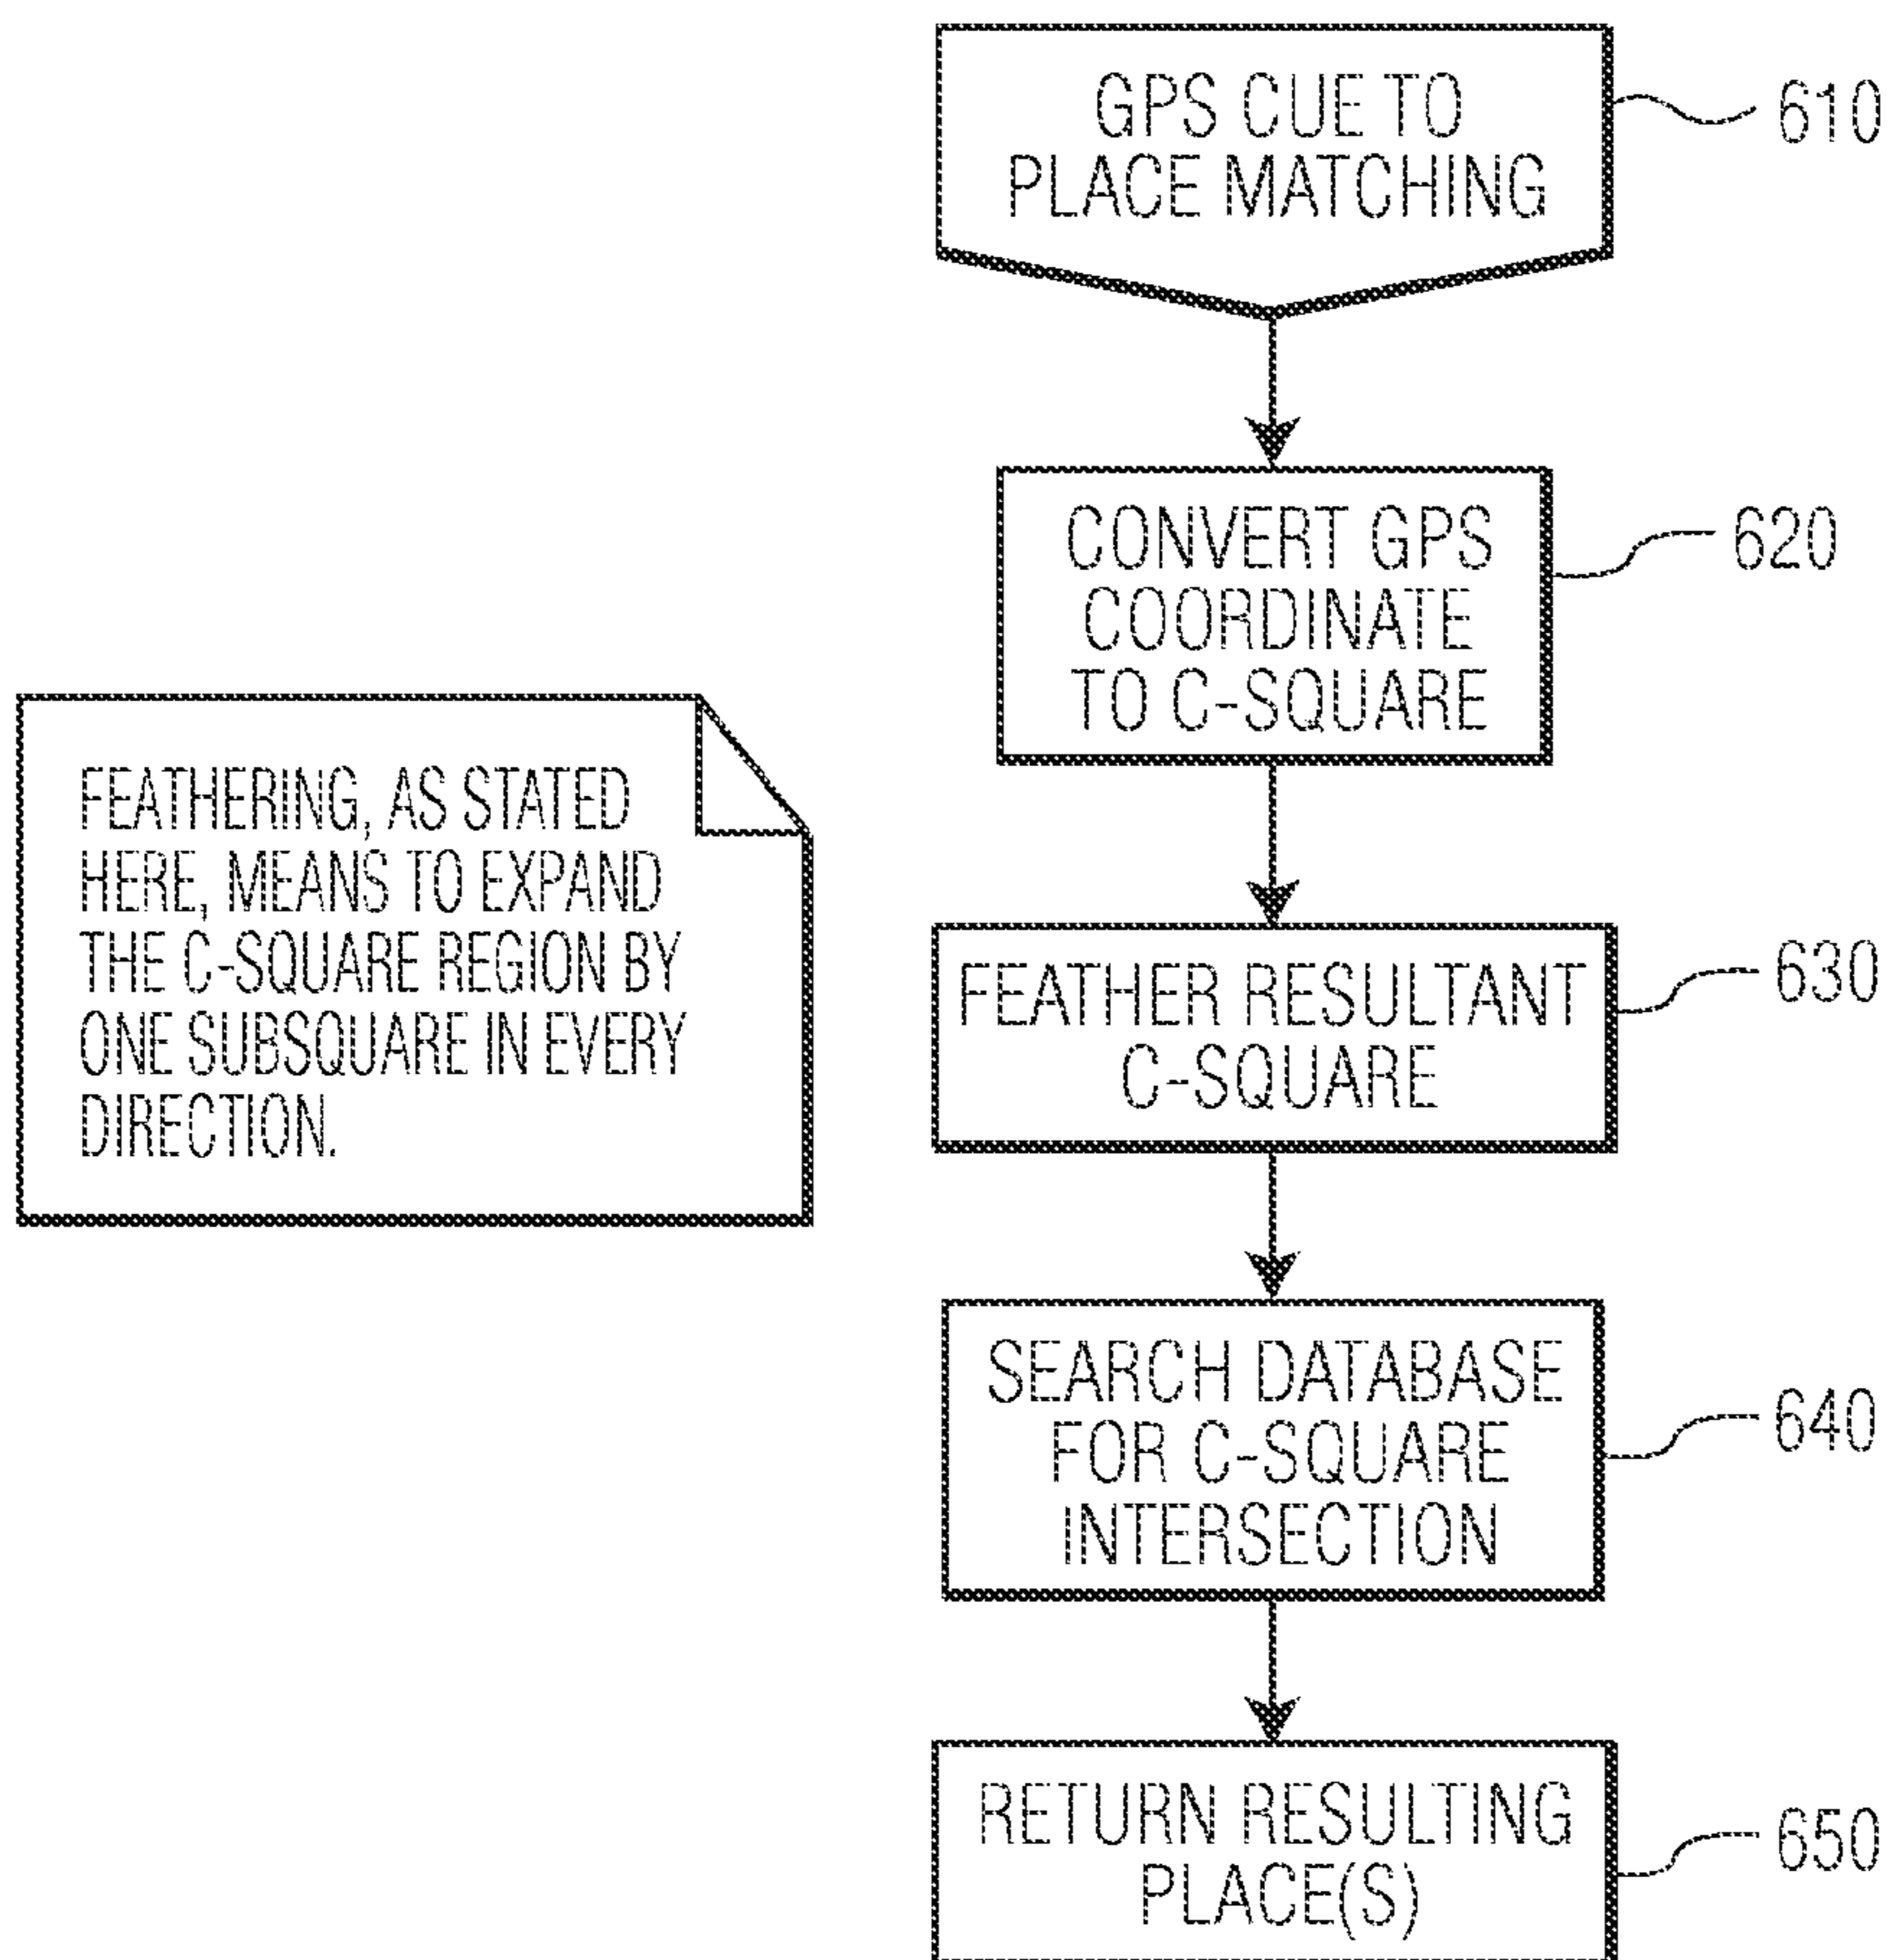 GPS CUE TO
PLACE MATCHING
610
CONVERT GPS
COORDINATE
TO C-SQUARE
620
FEATHERING, AS STATED
HERE, MEANS TO EXPAND
THE C-SQUARE REGION BY
ONE SUBSQUARE IN EVERY
DIRECTION.
FEATHER RESULTANT
C-SQUARE
630
SEARCH DATABASE
FOR C-SQUARE
INTERSECTION
640
RETURN RESULTING
PLACE(S)
650